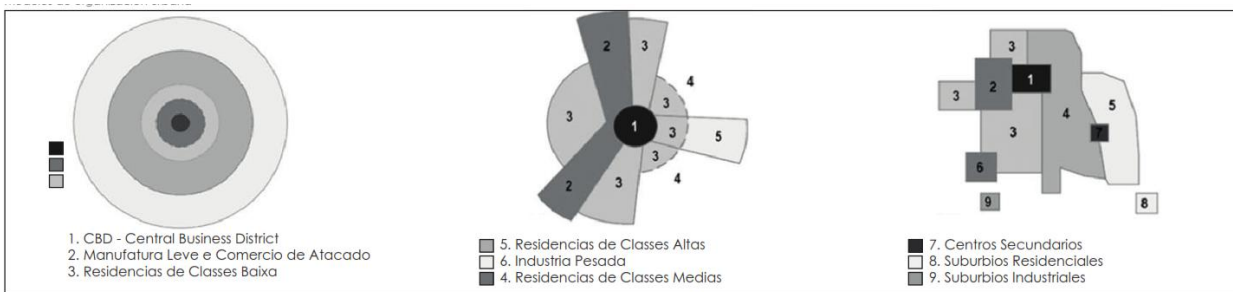 1. CBD - Central Business District
2. Manufatura Leve e Comercio de Atacado
3. Residencias de Classes Baixa
2
3
4
3
3
1
3
5
3
2
3
4
5. Residencias de Classes Altas
6. Industria Pesada
4. Residencias de Classes Medias
3
1
2
3
4
5
3
7
6
9
8
7. Centros Secundarios
8. Suburbios Residenciales
9. Suburbios Industriales